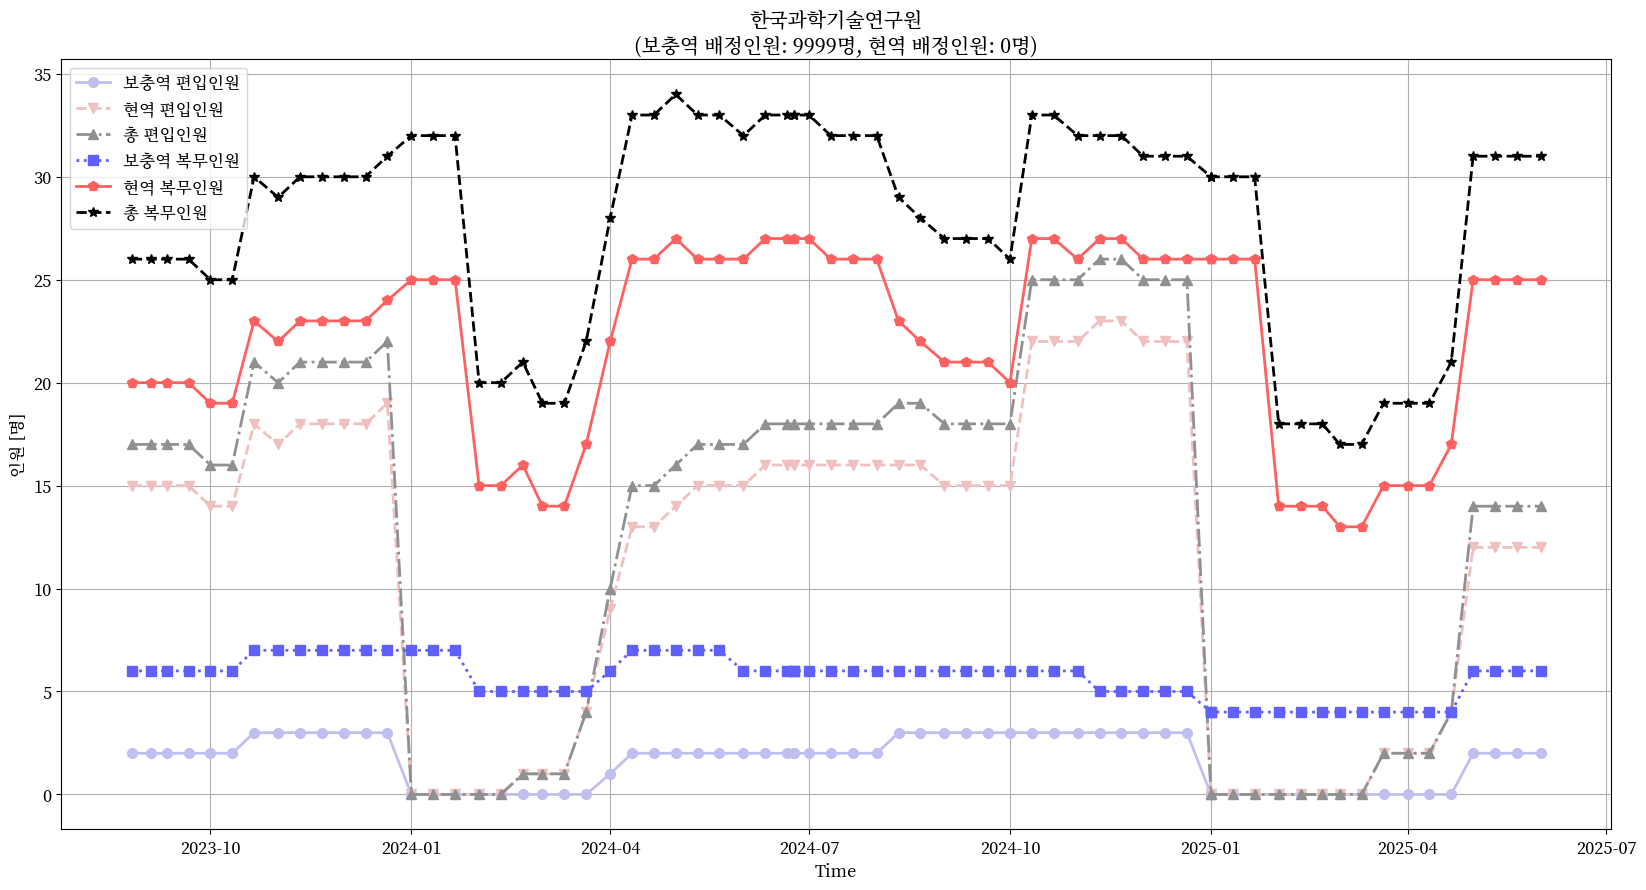 한국과학기술연구원
(보충역 배정인원: 9999명, 현역 배정인원: 0명)
보충역 편입인원
현역 편입인원
총 편입인원
보충역 복무인원
현역 복무인원
총 복무인원
인원 [명]
35
30
25
20
15
10
5
0
2023-10
2024-01
2024-04
2024-07
2024-10
2025-01
2025-04
2025-07
Time